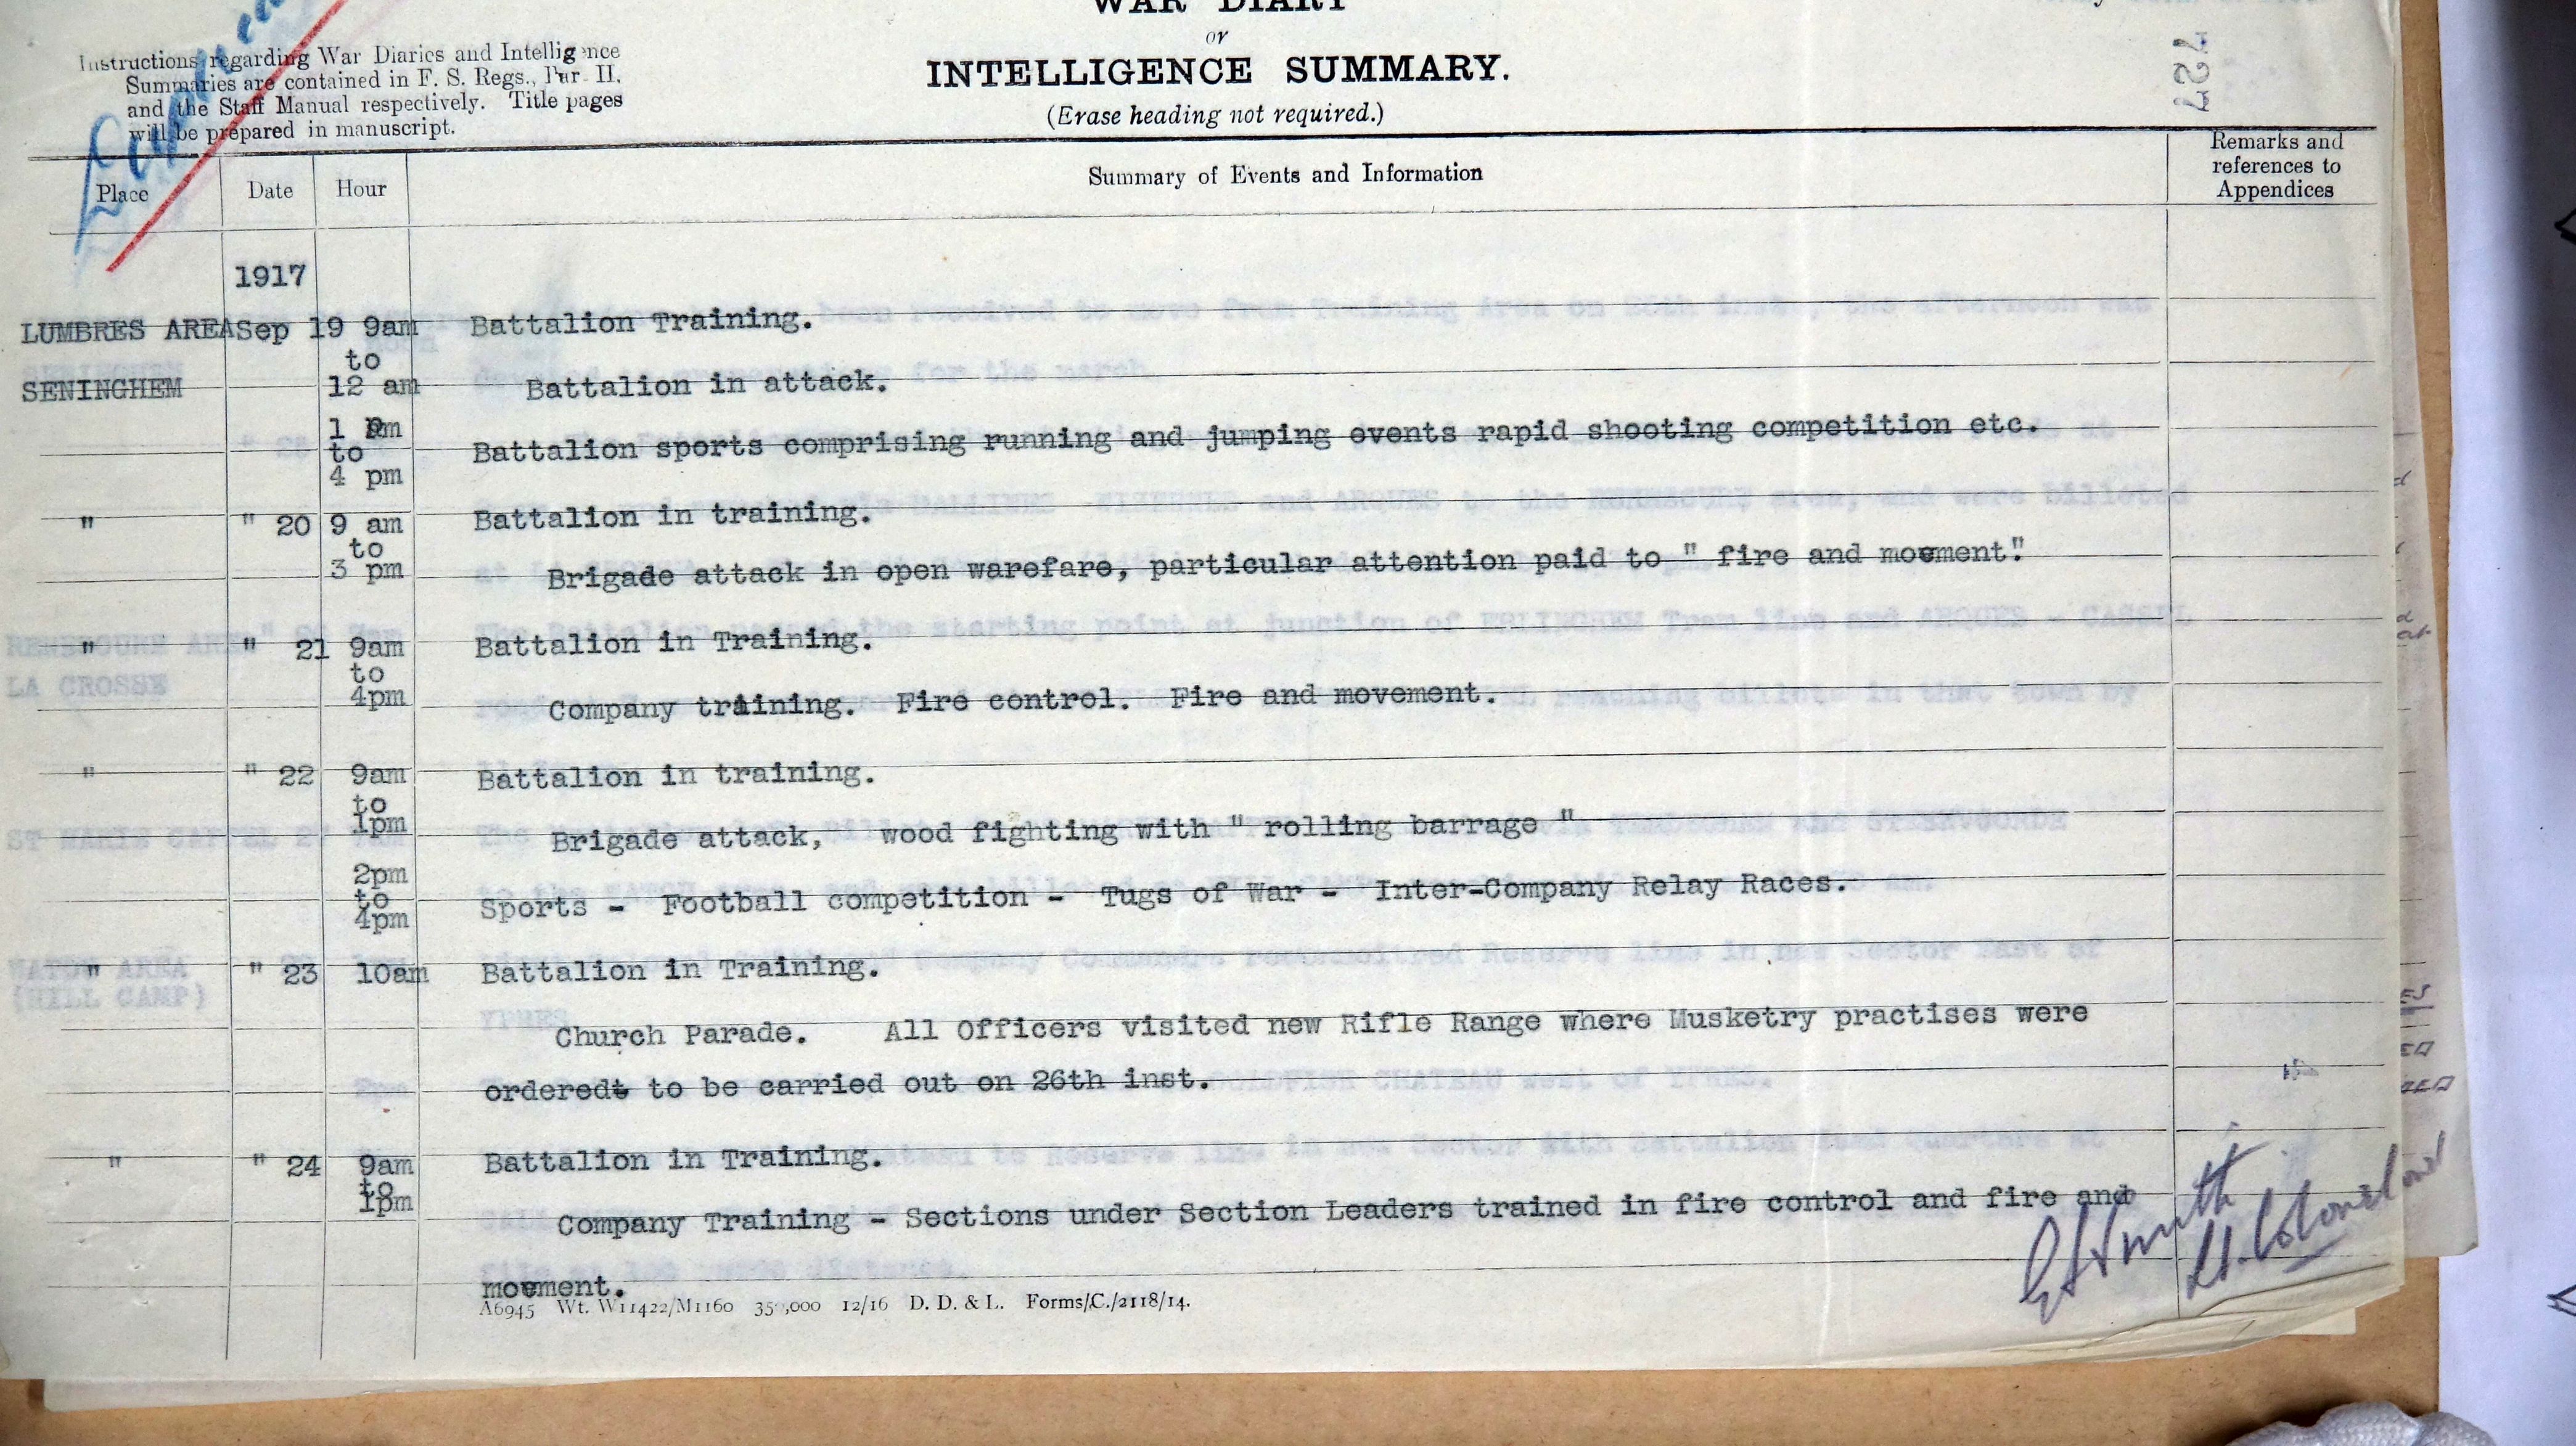 WAR DIARY
or
INTELLIGENCE SUMMARY.
(Erase heading not required.)
Instructions regarding War Diaries and Intelligence
Summaries are contained in F. S. Regs., Par II.
and the Staff Manual respectively. Title pages
will be prepared in manuscript.
727
Place Date Hour Summary of Events and Information Remarks and
references to
Appendices
1917
LUMBRES AREA Sep 19 9am Battalion Training.
to
SENINGHEM 12 am Battalion in attack.
1 pm
to Battalion sports comprising running and jumping events rapid shooting competition etc.
4 pm
" " 20 9 am Battalion in training.
to
3 pm Brigade attack in open warefare, particular attention paid to " fire and movement".
" " 21 9am Battalion in Training.
to
4pm Company training. Fire control. Fire and movement.
" " 22 9am Battalion in training.
to
1pm Brigade attack, wood fighting with " rolling barrage "
2pm
to Sports - Football competition - Tugs of War - Inter-Company Relay Races.
4pm
" " 23 10am Battalion in Training.
Church Parade. All Officers visited new Rifle Range where Musketry practises were
orderedt to be carried out on 26th inst.
" " 24 9am Battalion in Training.
to
1pm Company Training - Sections under Section Leaders trained in fire control and fire and
movement.
Smith
Lt. Colonel
A6945 Wt. W11422/M1160 35 ,000 12/16 D. D. & L. Forms/C./2118/14.